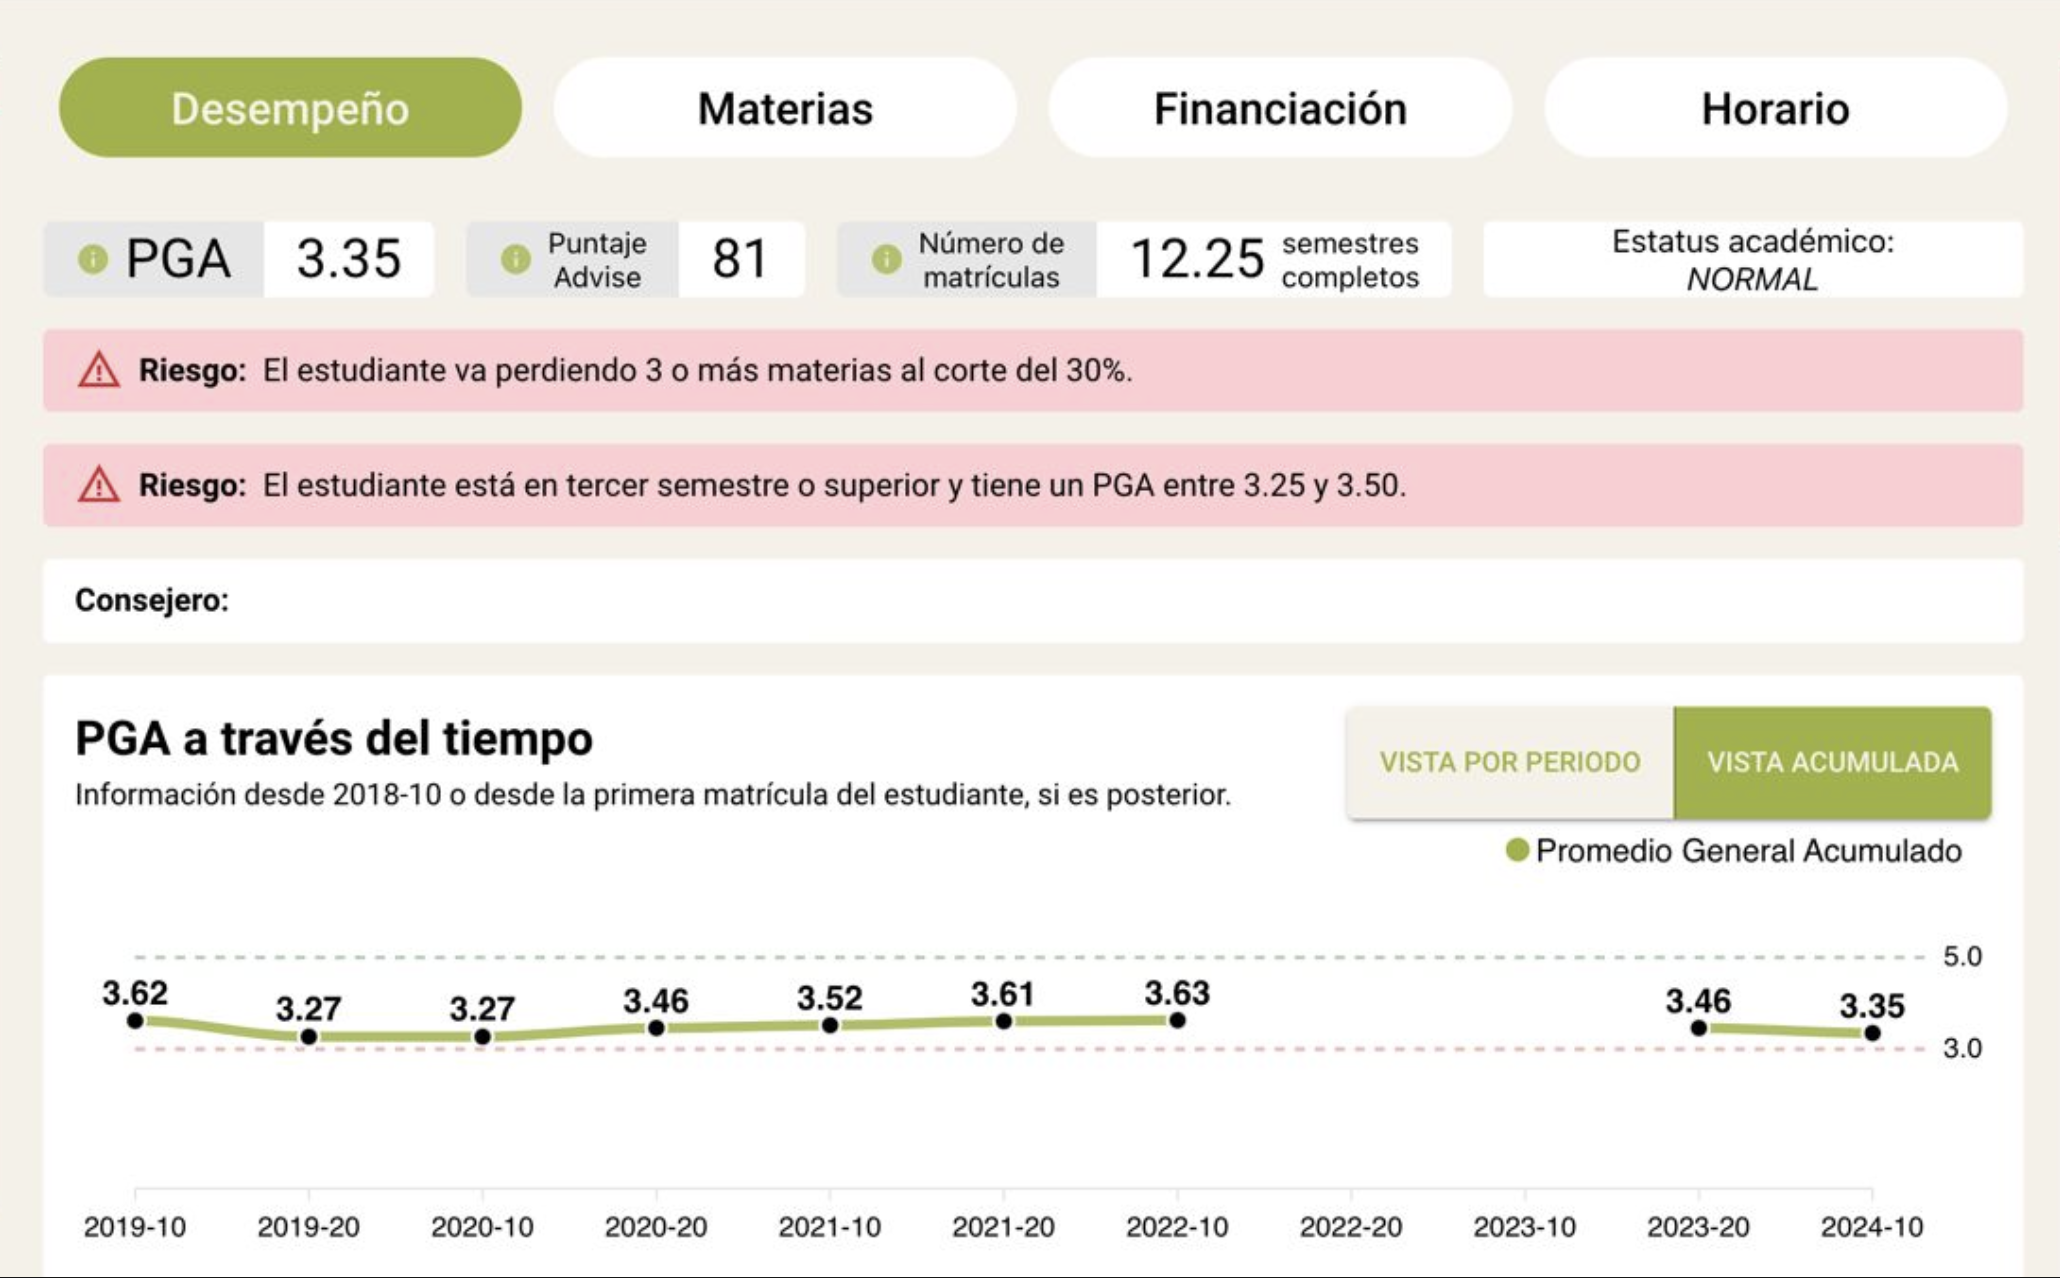 Desempeño
Materias
Financiación
Horario
PGA
3.35
Puntaje
Advise
81
Número de
matrículas
12.25
semestres
completos
Estatus académico:
NORMAL
Riesgo: El estudiante va perdiendo 3 o más materias al corte del 30%.
Riesgo: El estudiante está en tercer semestre o superior y tiene un PGA entre 3.25 y 3.50.
Consejero:
PGA a través del tiempo
Información desde 2018-10 o desde la primera matrícula del estudiante, si es posterior.
VISTA POR PERIODO
VISTA ACUMULADA
Promedio General Acumulado
5.0
3.62
3.27
3.27
3.46
3.52
3.61
3.63
3.46
3.35
3.0
2019-10
2019-20
2020-10
2020-20
2021-10
2021-20
2022-10
2022-20
2023-10
2023-20
2024-10